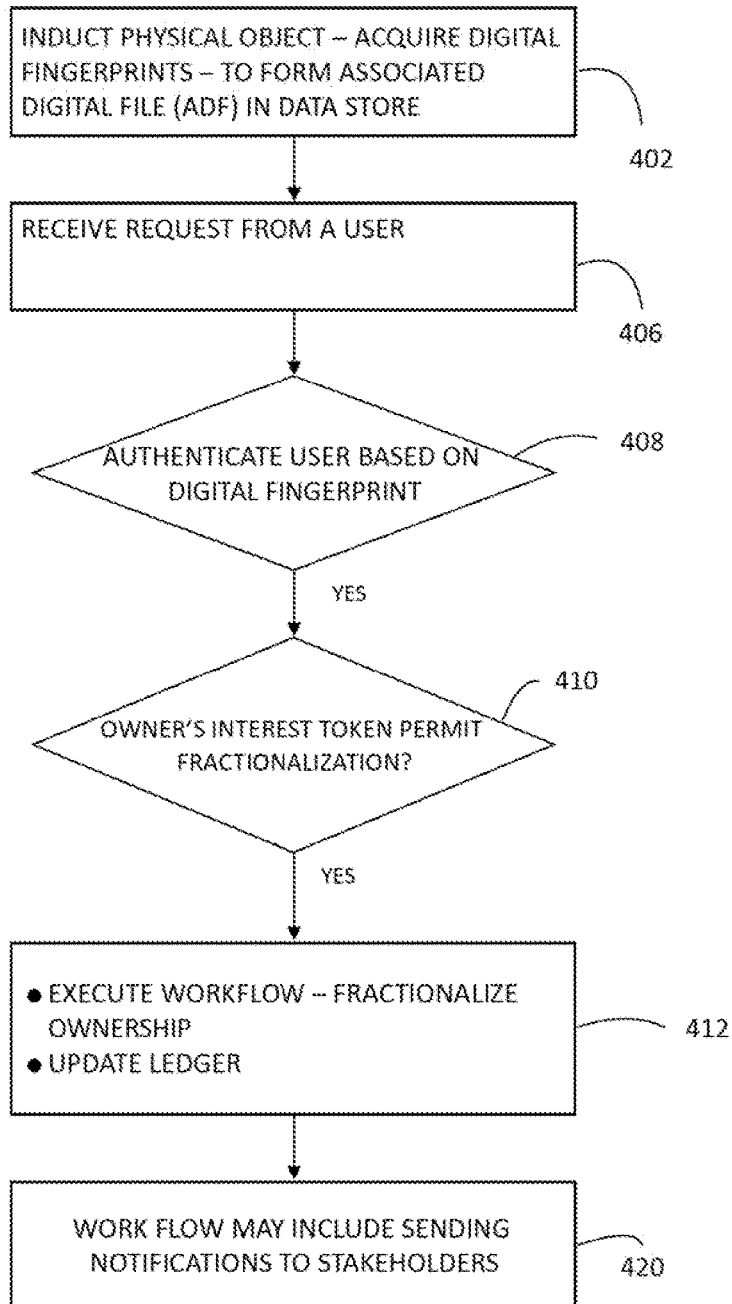 INDUCT PHYSICAL OBJECT – ACQUIRE DIGITAL
FINGERPRINTS – TO FORM ASSOCIATED
DIGITAL FILE (ADF) IN DATA STORE
402
RECEIVE REQUEST FROM A USER
406
AUTHENTICATE USER BASED ON
DIGITAL FINGERPRINT
408
YES
OWNER'S INTEREST TOKEN PERMIT
FRACTIONALIZATION?
410
YES
● EXECUTE WORKFLOW – FRACTIONALIZE
OWNERSHIP
● UPDATE LEDGER
412
WORK FLOW MAY INCLUDE SENDING
NOTIFICATIONS TO STAKEHOLDERS
420